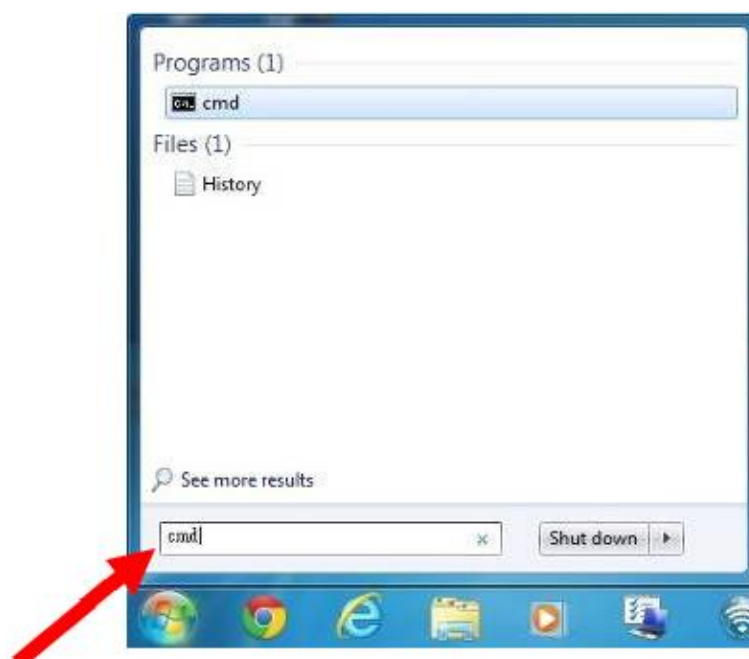 Programs (1)
cmd
Files (1)
History
See more results
cmd
Shut down